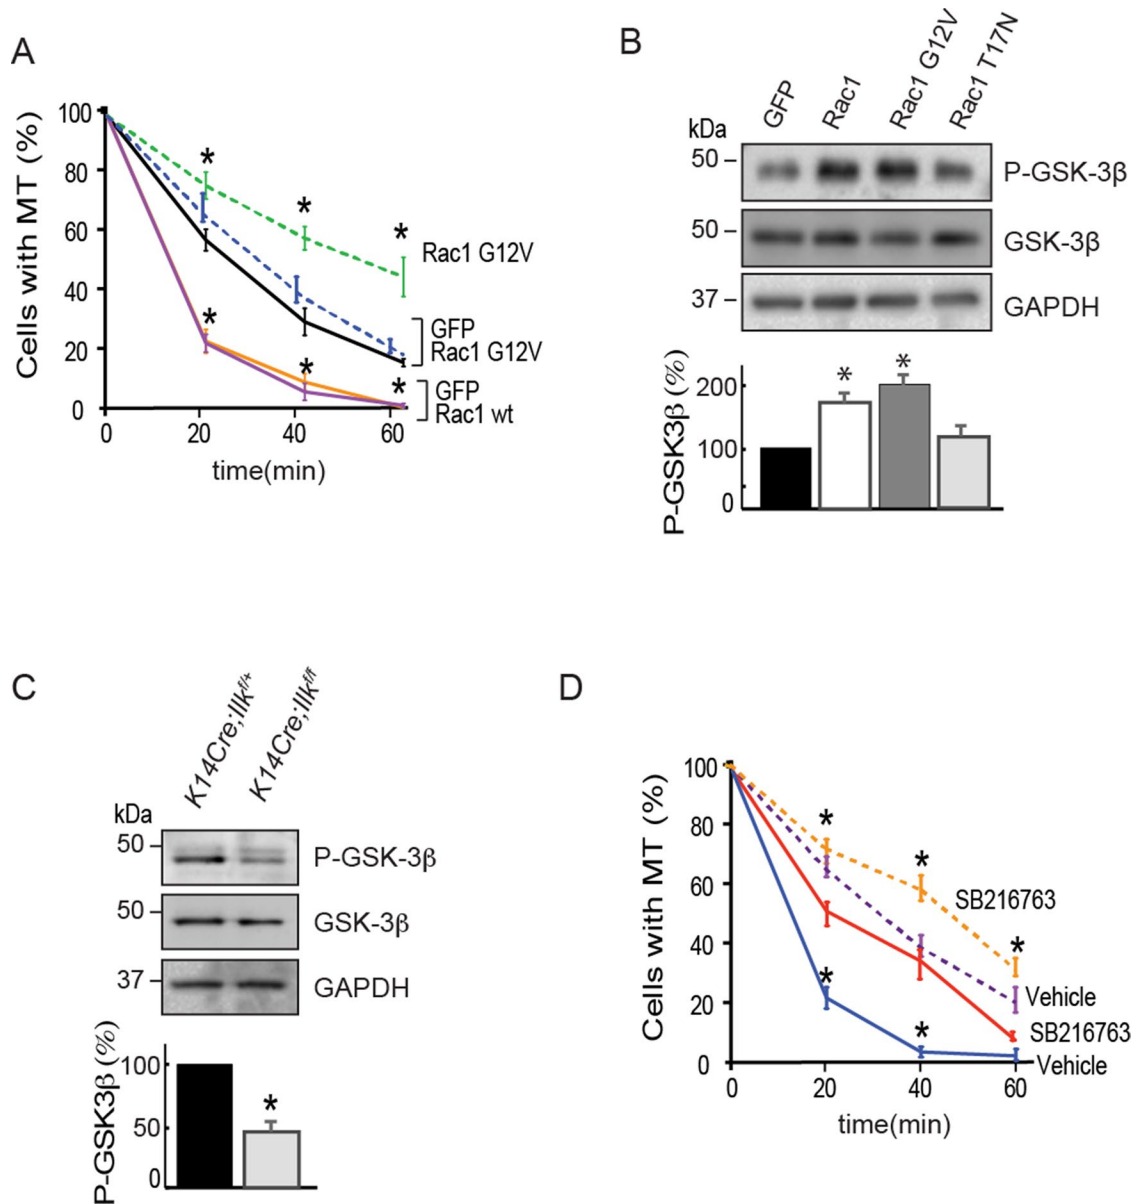 A
Cells with MT (%)
100
80
60
40
20
0
0 20 40 60
time(min)
* * *
Rac1 G12V
GFP
Rac1 G12V
* * *
GFP
Rac1 wt
B
GFP Rac1 Rac1 G12V Rac1 T17N
kDa
50 P-GSK-3β
50 GSK-3β
37 GAPDH
P-GSK3β (%)
200
100
0
* *
C
K14Cre;Ilkf/+ K14Cre;Ilkf/f
kDa
50 P-GSK-3β
50 GSK-3β
37 GAPDH
P-GSK3β (%)
100
50
0
*
D
Cells with MT (%)
100
80
60
40
20
0
0 20 40 60
time(min)
* * *
SB216763
Vehicle
SB216763
* *
Vehicle